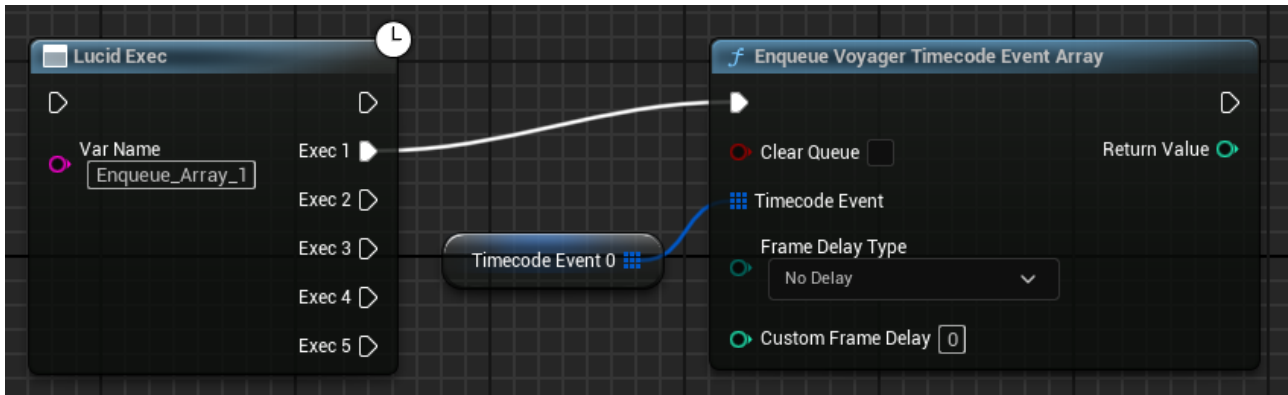 Lucid Exec
Var Name
Enqueue_Array_1
Exec 1
Exec 2
Exec 3
Exec 4
Exec 5
Timecode Event 0
f Enqueue Voyager Timecode Event Array
Clear Queue
Return Value
Timecode Event
Frame Delay Type
No Delay
Custom Frame Delay 0